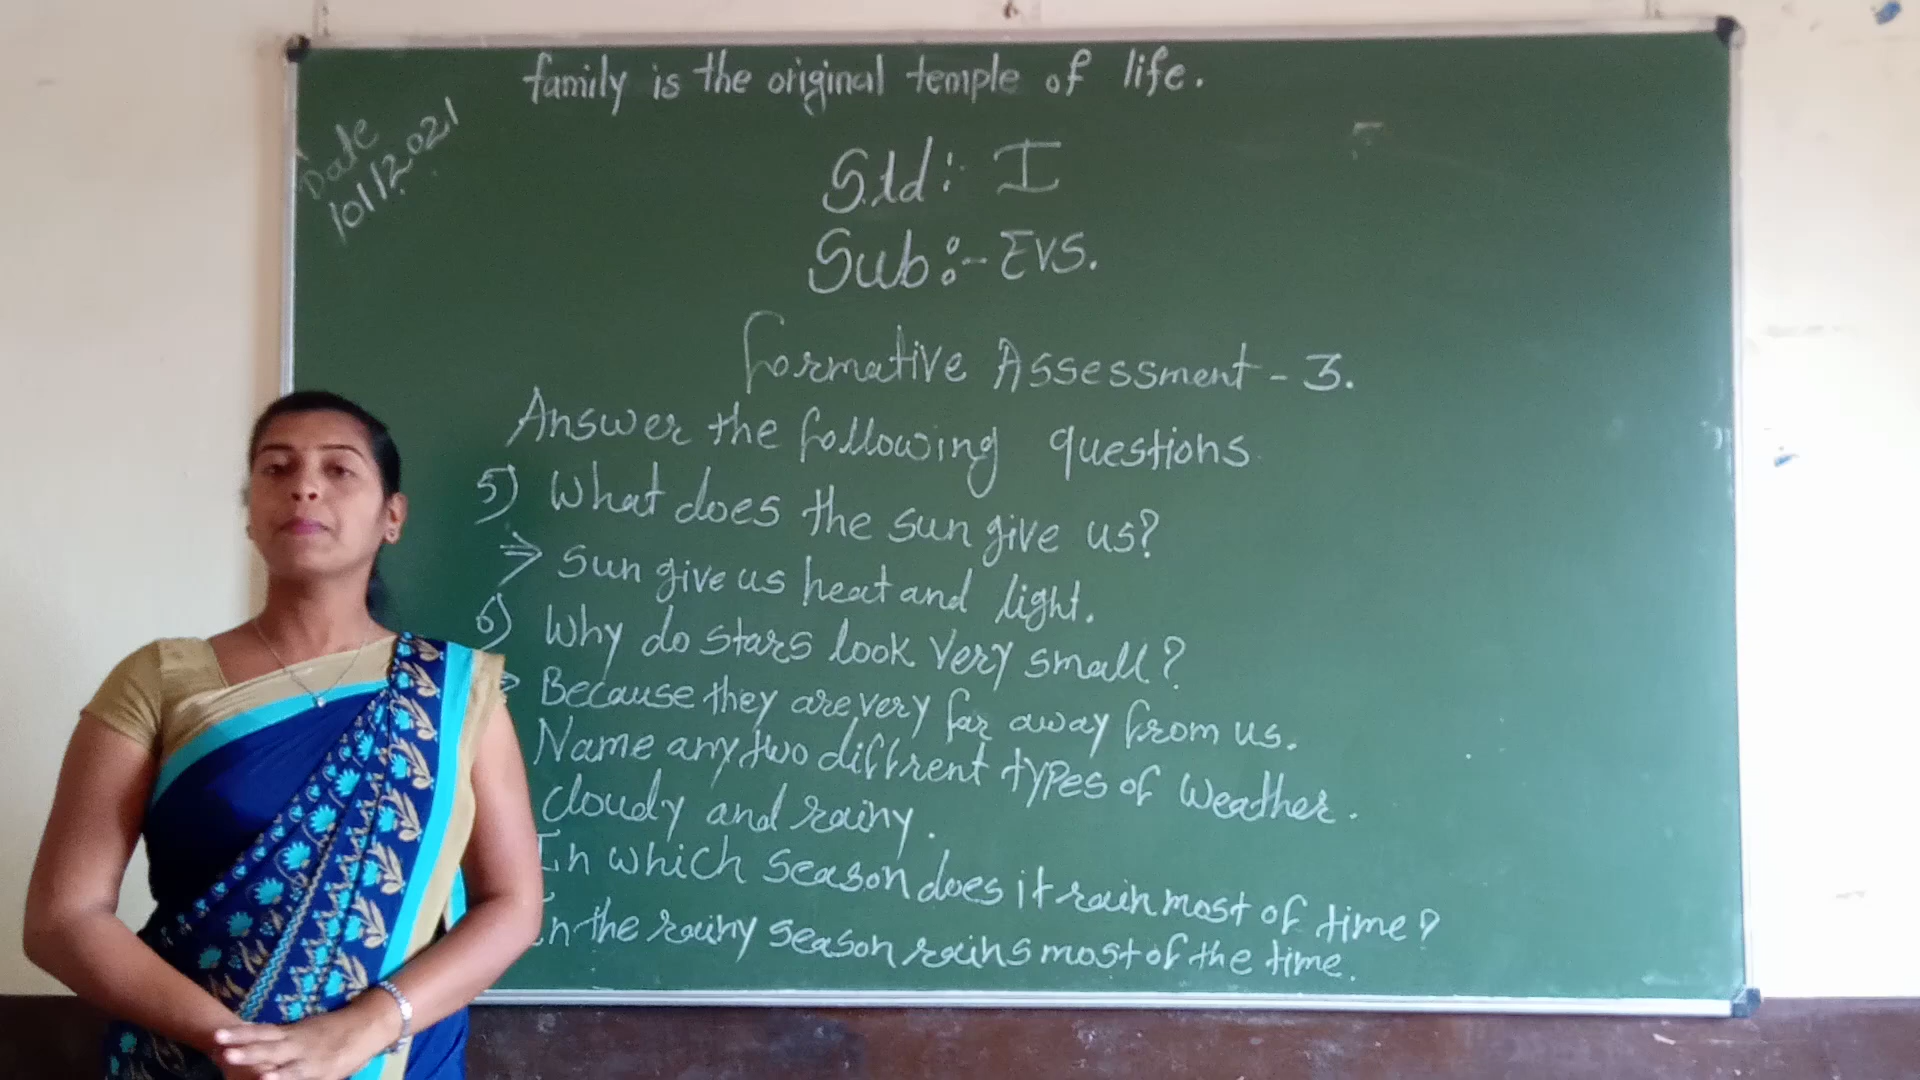 family is the original temple of life.
Date
10/12021
Std: I
Sub:- EVS.
Formative Assessment - 3.
Answer the following questions
5) What does the sun give us?
⇒ Sun give us heat and light.
6) Why do stars look very small?
Because they are very far away from us.
Name any two diffrent types of weather.
cloudy and rainy.
In which season does it rain most of time?
In the rainy season rains most of the time.